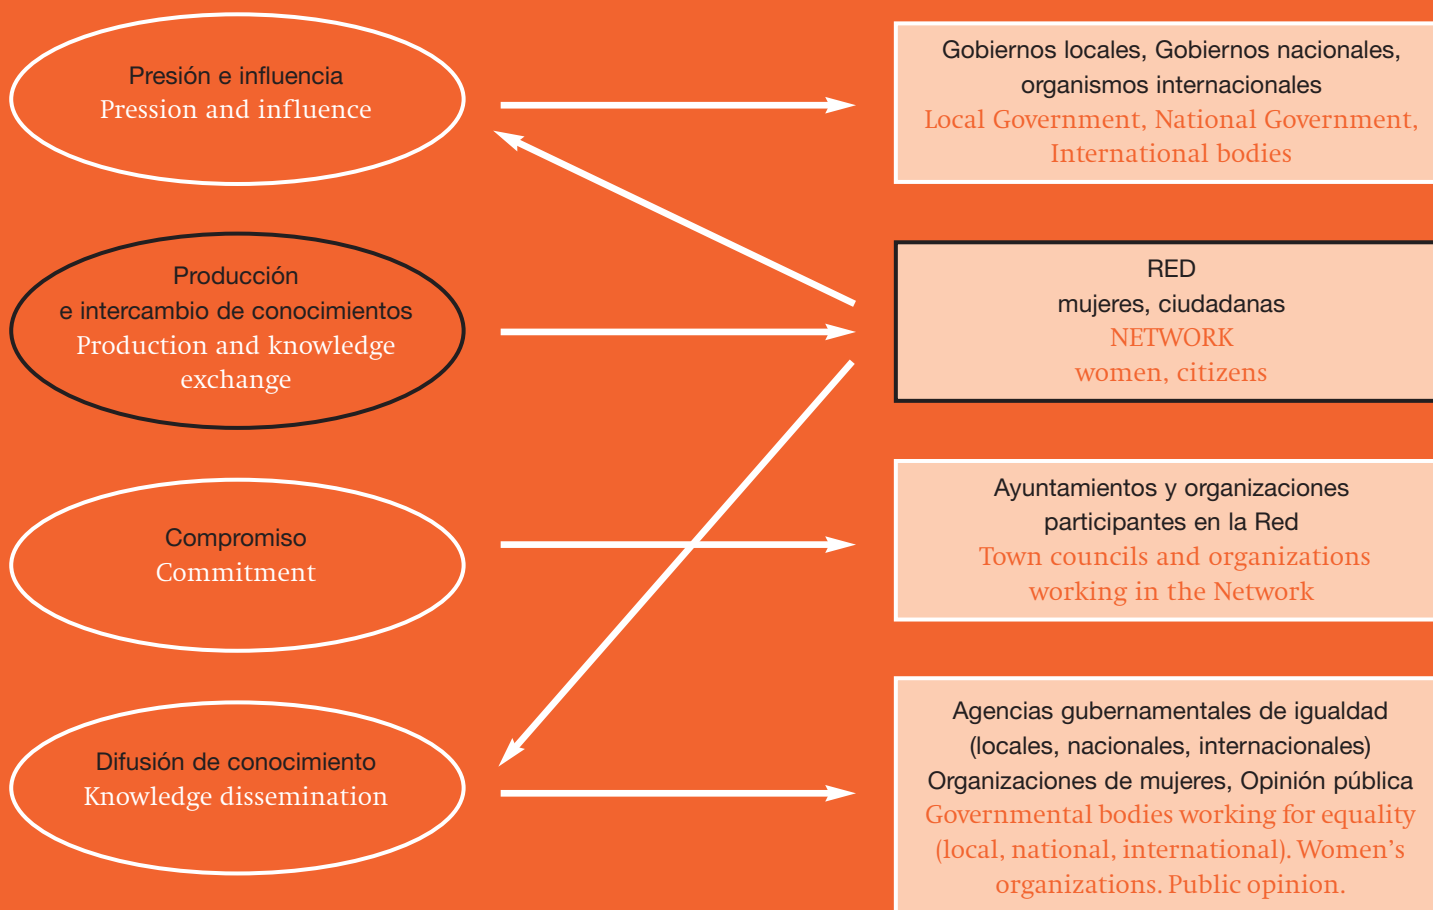 Presión e influencia
Pression and influence
Gobiernos locales, Gobiernos nacionales,
organismos internacionales
Local Government, National Government,
International bodies
Producción
e intercambio de conocimientos
Production and knowledge
exchange
RED
mujeres, ciudadanas
NETWORK
women, citizens
Compromiso
Commitment
Ayuntamientos y organizaciones
participantes en la Red
Town councils and organizations
working in the Network
Difusión de conocimiento
Knowledge dissemination
Agencias gubernamentales de igualdad
(locales, nacionales, internacionales)
Organizaciones de mujeres, Opinión pública
Governmental bodies working for equality
(local, national, international). Women’s
organizations. Public opinion.